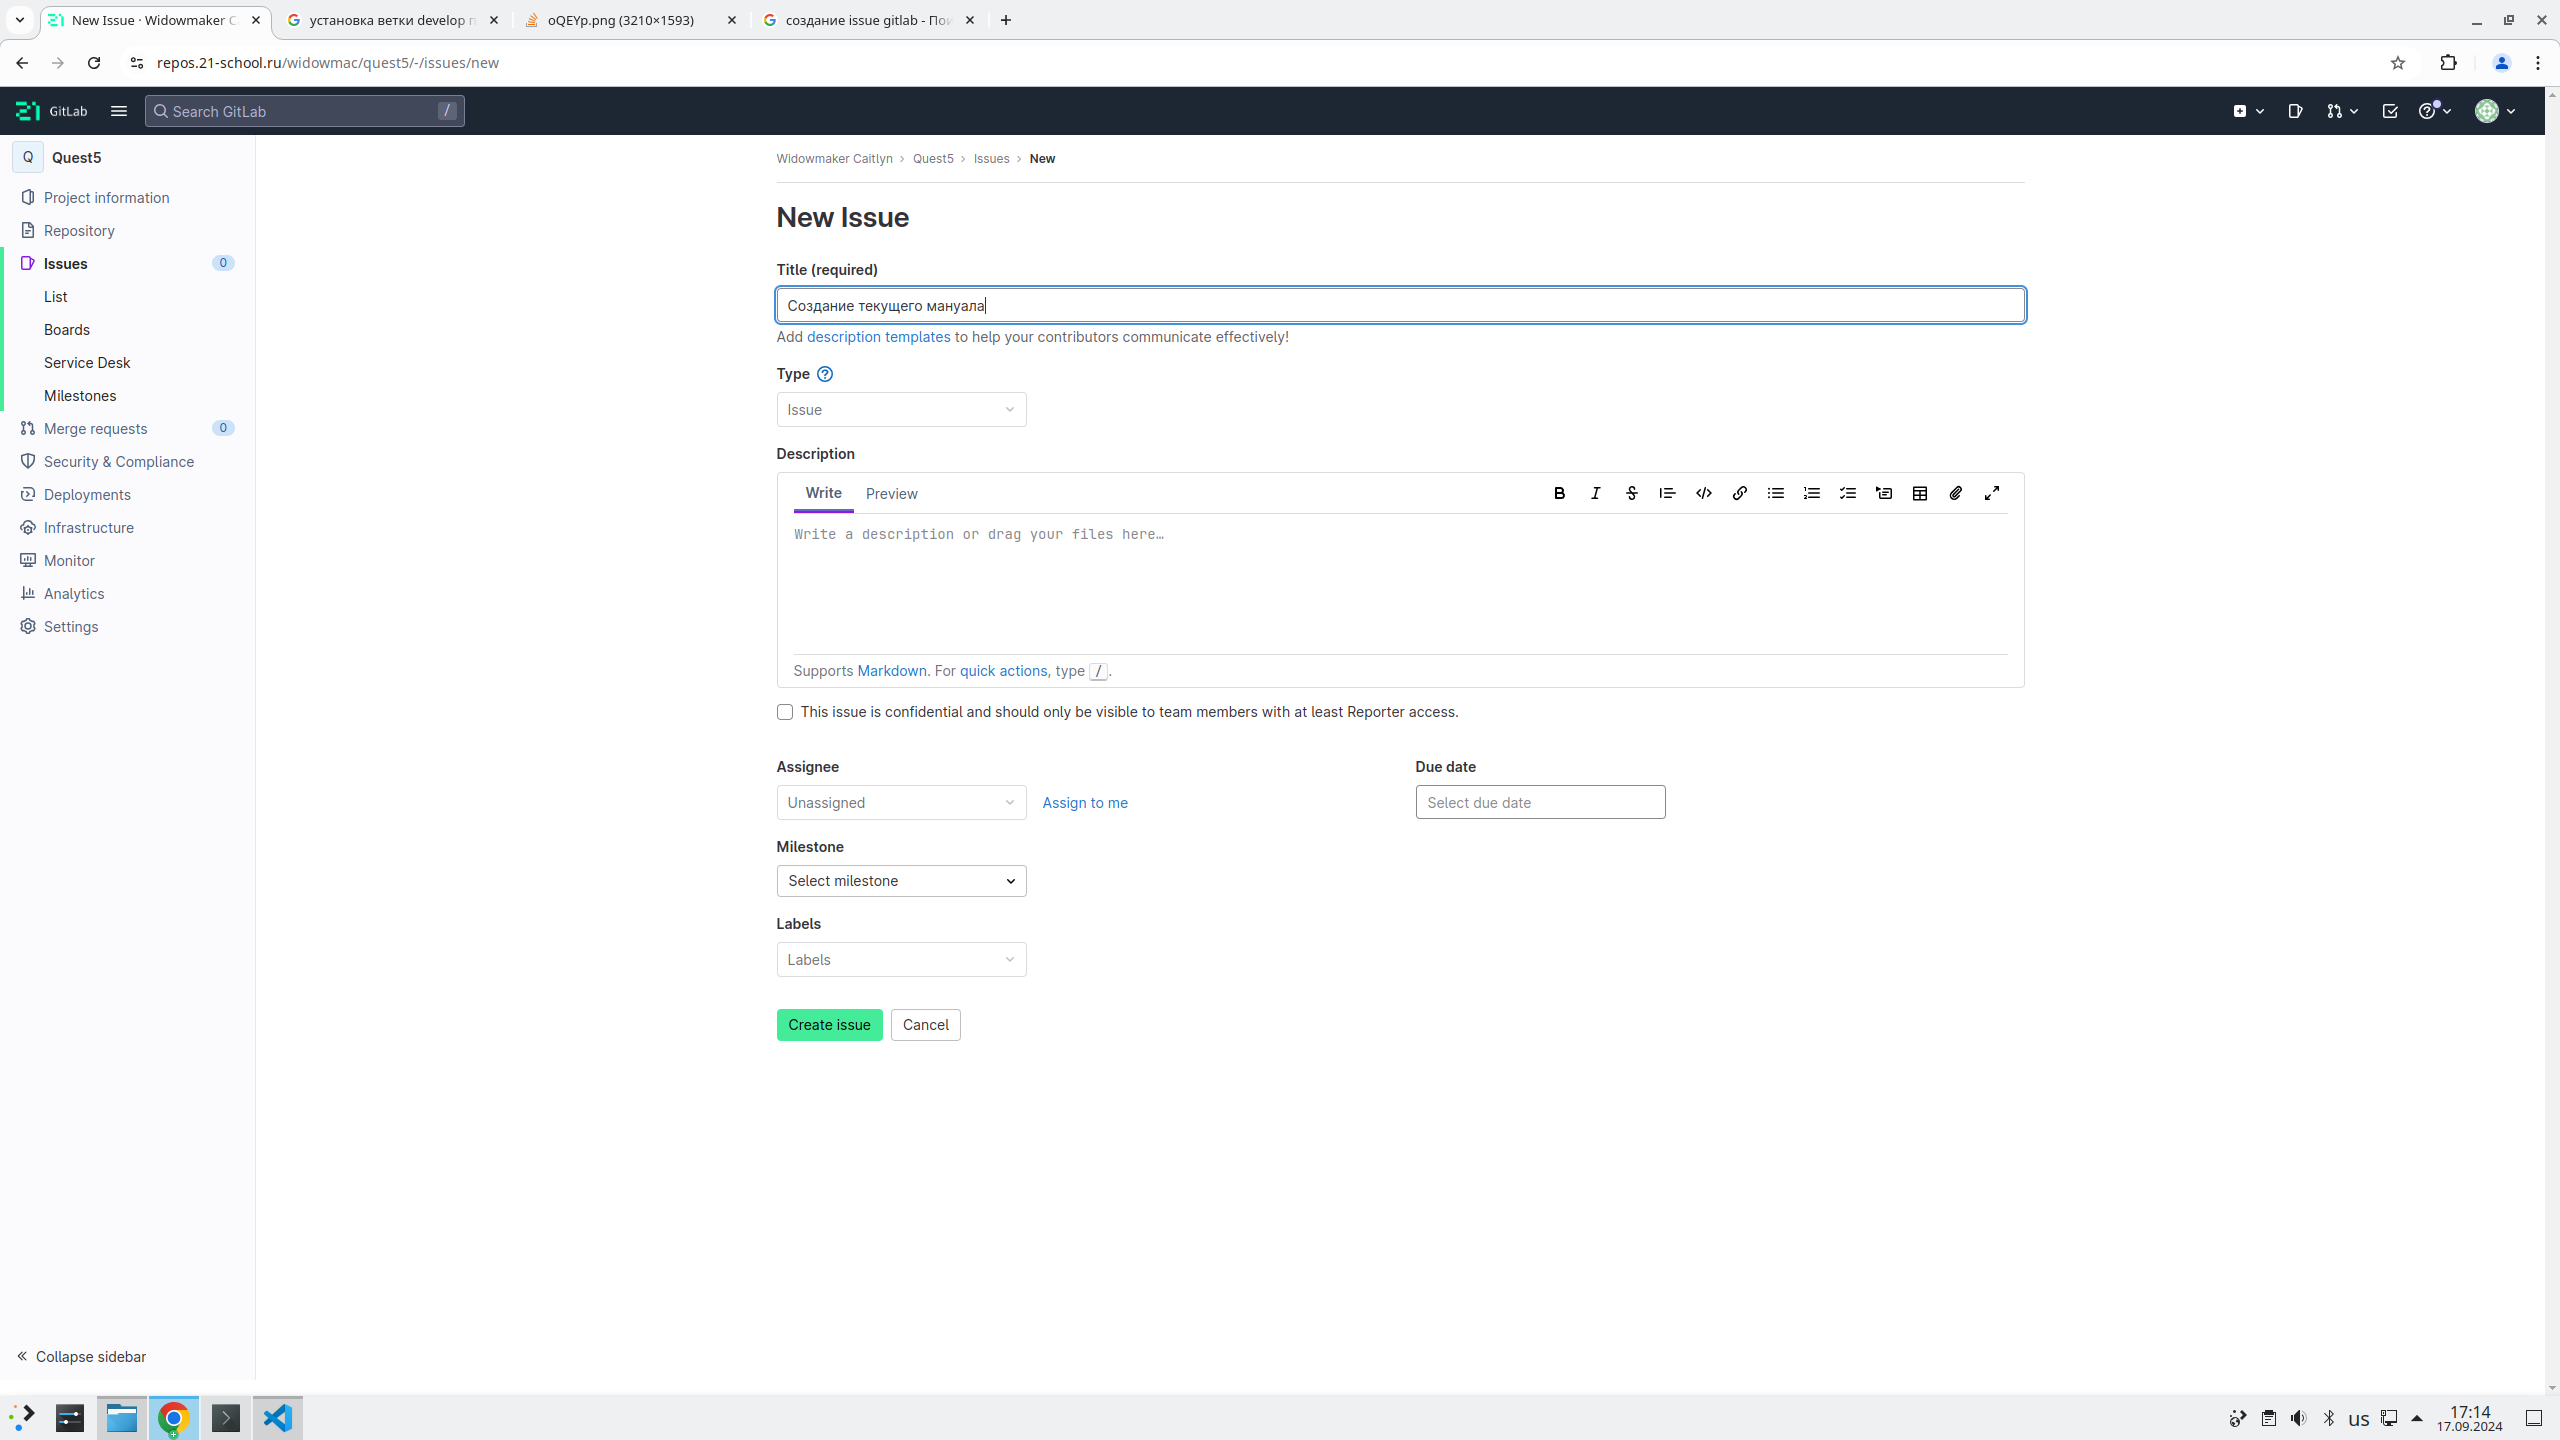 New Issue · Widowmaker C
установка ветки develop
oQEYp.png (3210×1593)
создание issue gitlab - Пои
repos.21-school.ru/widowmac/quest5/-/issues/new
GitLab
Search GitLab
/
Q
Quest5
Project information
Repository
Issues
0
List
Boards
Service Desk
Milestones
Merge requests
0
Security & Compliance
Deployments
Infrastructure
Monitor
Analytics
Settings
Collapse sidebar
Widowmaker Caitlyn › Quest5 › Issues › New
New Issue
Title (required)
Создание текущего мануала
Add description templates to help your contributors communicate effectively!
Type
Issue
Description
Write Preview
Write a description or drag your files here…
Supports Markdown. For quick actions, type /.
This issue is confidential and should only be visible to team members with at least Reporter access.
Assignee
Unassigned
Assign to me
Due date
Select due date
Milestone
Select milestone
Labels
Labels
Create issue
Cancel
us
17:14
17.09.2024